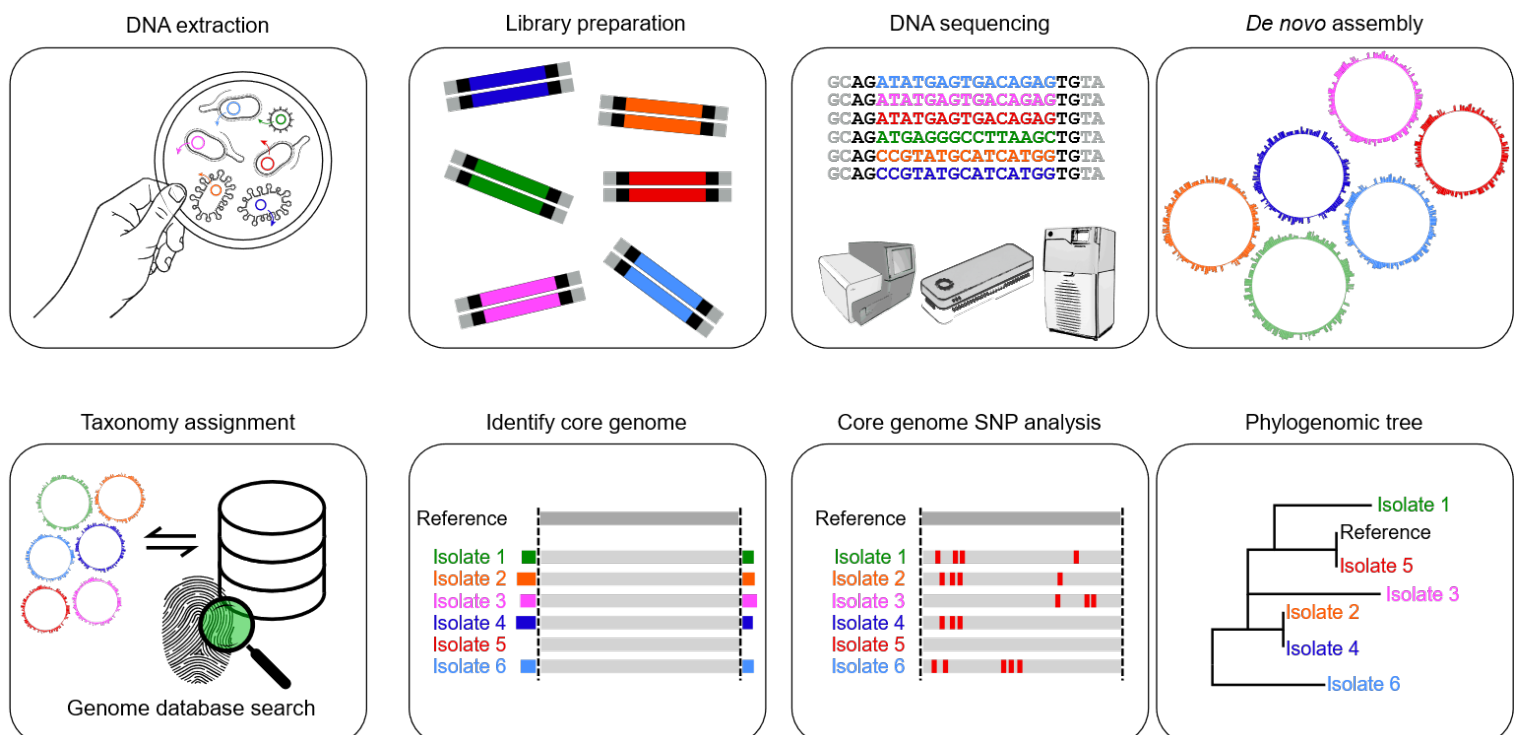 DNA extraction
Library preparation
DNA sequencing
De novo assembly
GCAGATATGAGTGACAGAGTGTA
GCAGATATGAGTGACAGAGTGTA
GCAGATATGAGTGACAGAGTGTA
GCAGATGAGGGCCTTAAGCTGTA
GCAGCCGTATGCATCATGGTGTA
GCAGCCGTATGCATCATGGTGTA
Taxonomy assignment
Genome database search
Identify core genome
Reference
Isolate 1
Isolate 2
Isolate 3
Isolate 4
Isolate 5
Isolate 6
Core genome SNP analysis
Reference
Isolate 1
Isolate 2
Isolate 3
Isolate 4
Isolate 5
Isolate 6
Phylogenomic tree
Isolate 1
Reference
Isolate 5
Isolate 3
Isolate 2
Isolate 4
Isolate 6